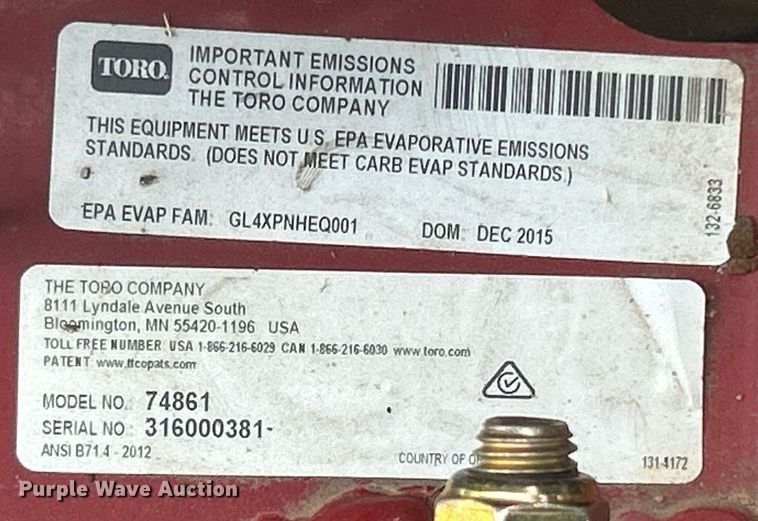 TORO
IMPORTANT EMISSIONS
CONTROL INFORMATION
THE TORO COMPANY
THIS EQUIPMENT MEETS U.S. EPA EVAPORATIVE EMISSIONS
STANDARDS. (DOES NOT MEET CARB EVAP STANDARDS.)
EPA EVAP FAM: GL4XPNHEQ001 DOM: DEC 2015
132-6833
THE TORO COMPANY
8111 Lyndale Avenue South
Bloomington, MN 55420-1196 USA
TOLL FREE NUMBER: USA 1-866-216-6029 CAN 1-866-216-6030 www.toro.com
PATENT: www.ttcopats.com
MODEL NO.: 74861
SERIAL NO.: 316000381-
ANSI B71.4 - 2012
COUNTRY OF
131-4172
Purple Wave Auction